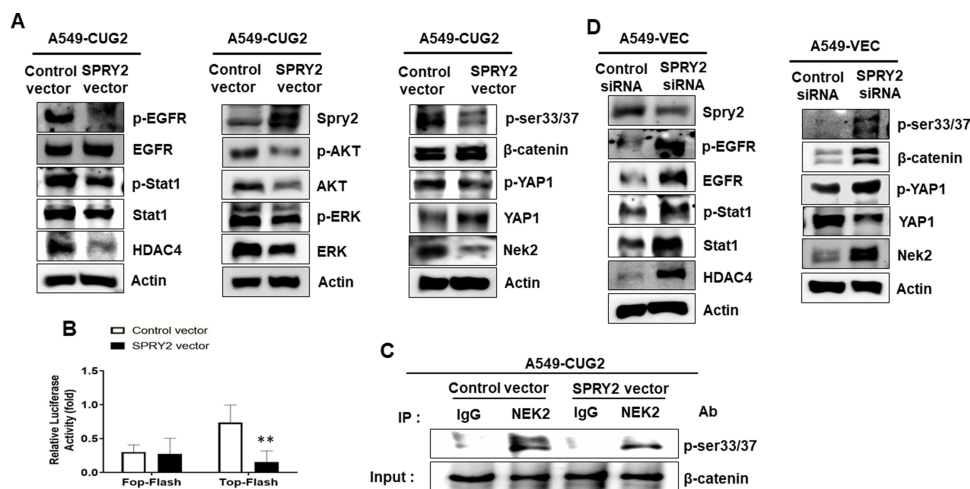 A
A549-CUG2
Control vector
SPRY2 vector
p-EGFR
EGFR
p-Stat1
Stat1
HDAC4
Actin
A549-CUG2
Control vector
SPRY2 vector
Spry2
p-AKT
AKT
p-ERK
ERK
Actin
A549-CUG2
Control vector
SPRY2 vector
p-ser33/37
β-catenin
p-YAP1
YAP1
Nek2
Actin
D
A549-VEC
Control siRNA
SPRY2 siRNA
Spry2
p-EGFR
EGFR
p-Stat1
Stat1
HDAC4
Actin
A549-VEC
Control siRNA
SPRY2 siRNA
p-ser33/37
β-catenin
p-YAP1
YAP1
Nek2
Actin
B
Control vector
SPRY2 vector
Relative Luciferase
Activity (fold)
1.5
1.0
0.5
0.0
**
Fop-Flash
Top-Flash
C
A549-CUG2
Control vector
SPRY2 vector
IP :
IgG
NEK2
IgG
NEK2
Ab
p-ser33/37
Input :
β-catenin